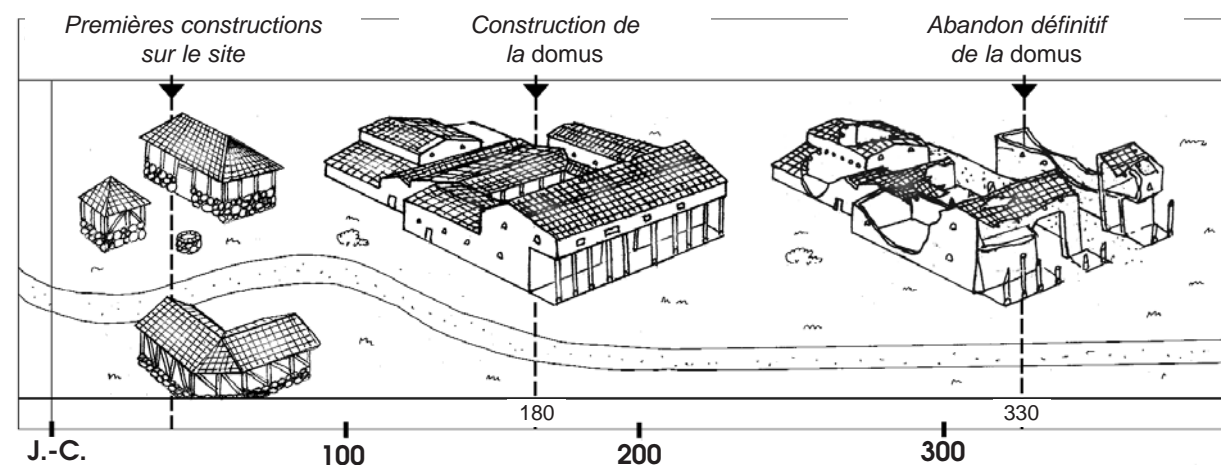 Premières constructions
sur le site
Construction de
la domus
Abandon définitif
de la domus
180
330
J.-C.
100
200
300